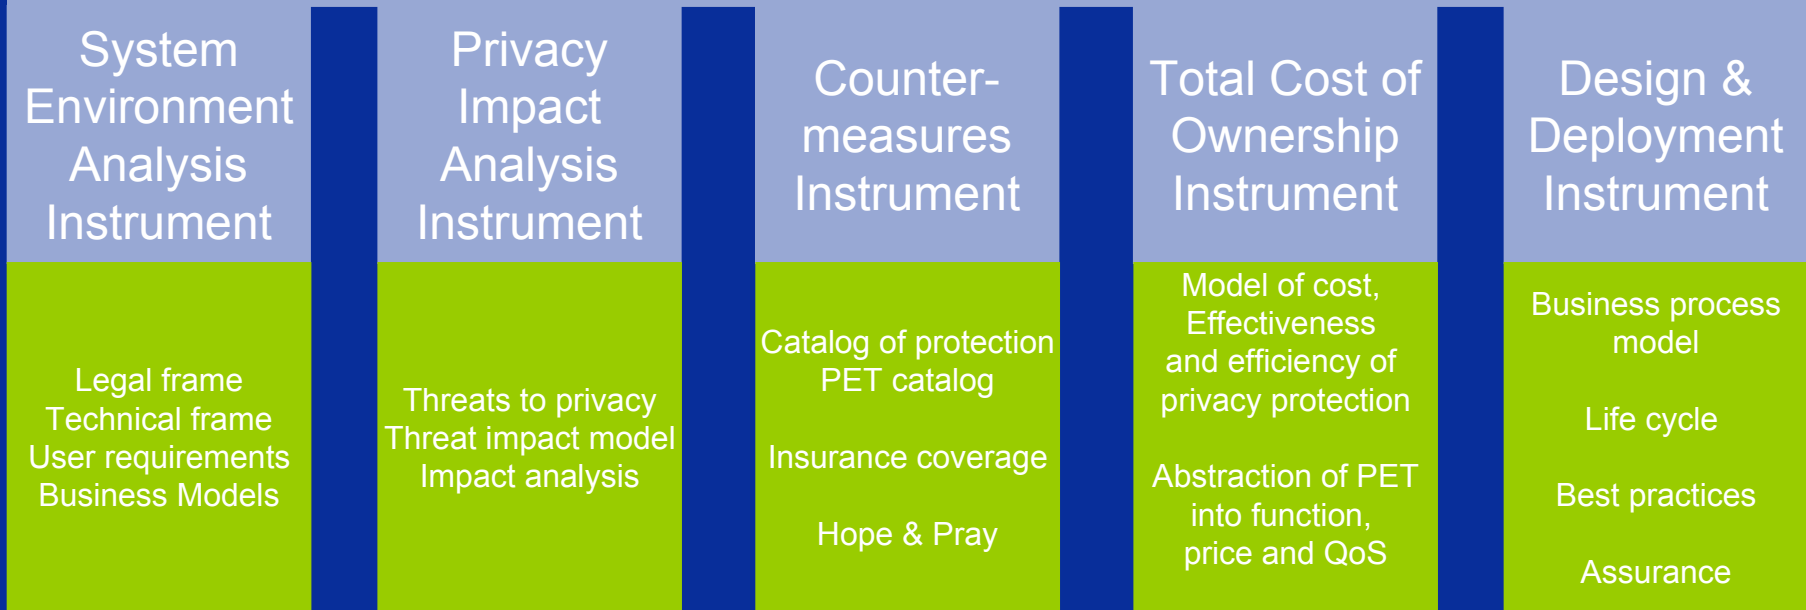 System
Environment
Analysis
Instrument
Legal frame
Technical frame
User requirements
Business Models
Privacy
Impact
Analysis
Instrument
Threats to privacy
Threat impact model
Impact analysis
Counter-
measures
Instrument
Catalog of protection
PET catalog
Insurance coverage
Hope & Pray
Total Cost of
Ownership
Instrument
Model of cost,
Effectiveness
and efficiency of
privacy protection
Abstraction of PET
into function,
price and QoS
Design &
Deployment
Instrument
Business process
model
Life cycle
Best practices
Assurance